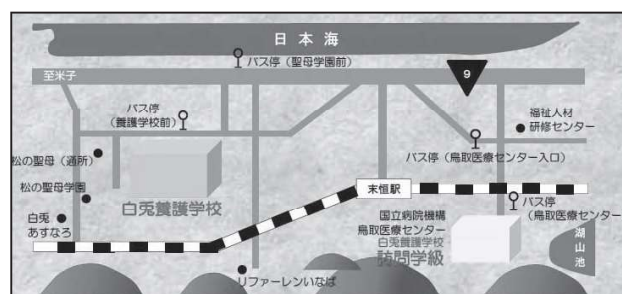 日本海
バス停(聖母学園前)
至米子
9
バス停
(養護学校前)
福祉人材
研修センター
バス停(鳥取医療センター入口)
松の聖母(通所)
松の聖母学園
白兎養護学校
末恒駅
白兎
あすなろ
国立病院機構
鳥取医療センター
白兎養護学校
訪問学級
バス停
(鳥取医療センター
湖山池
リファーレンいなば